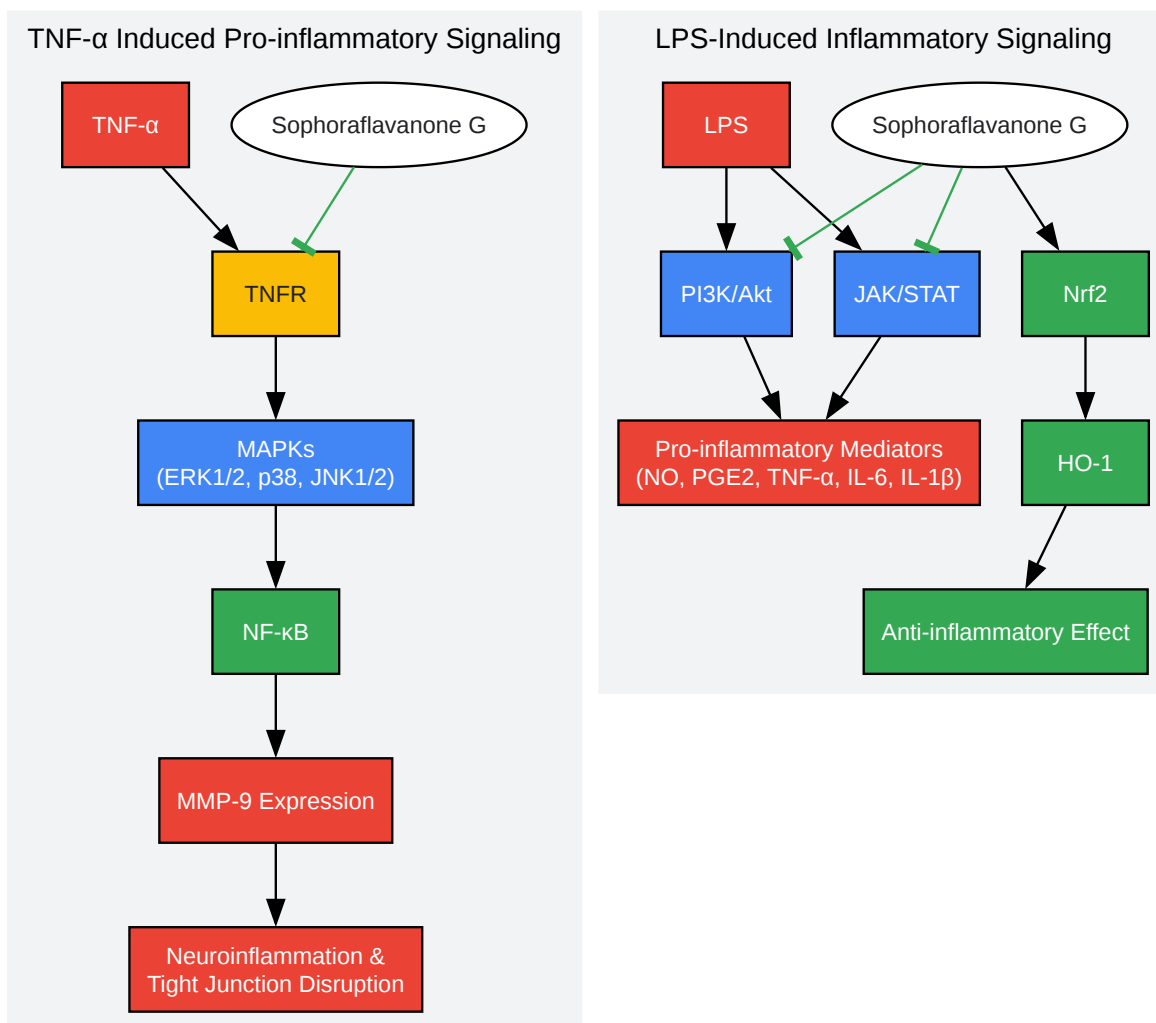 TNF-α Induced Pro-inflammatory Signaling
TNF-α
Sophoraflavanone G
TNFR
MAPKs
(ERK1/2, p38, JNK1/2)
NF-κB
MMP-9 Expression
Neuroinflammation &
Tight Junction Disruption
LPS-Induced Inflammatory Signaling
LPS
Sophoraflavanone G
PI3K/Akt
JAK/STAT
Nrf2
Pro-inflammatory Mediators
(NO, PGE2, TNF-α, IL-6, IL-1β)
HO-1
Anti-inflammatory Effect